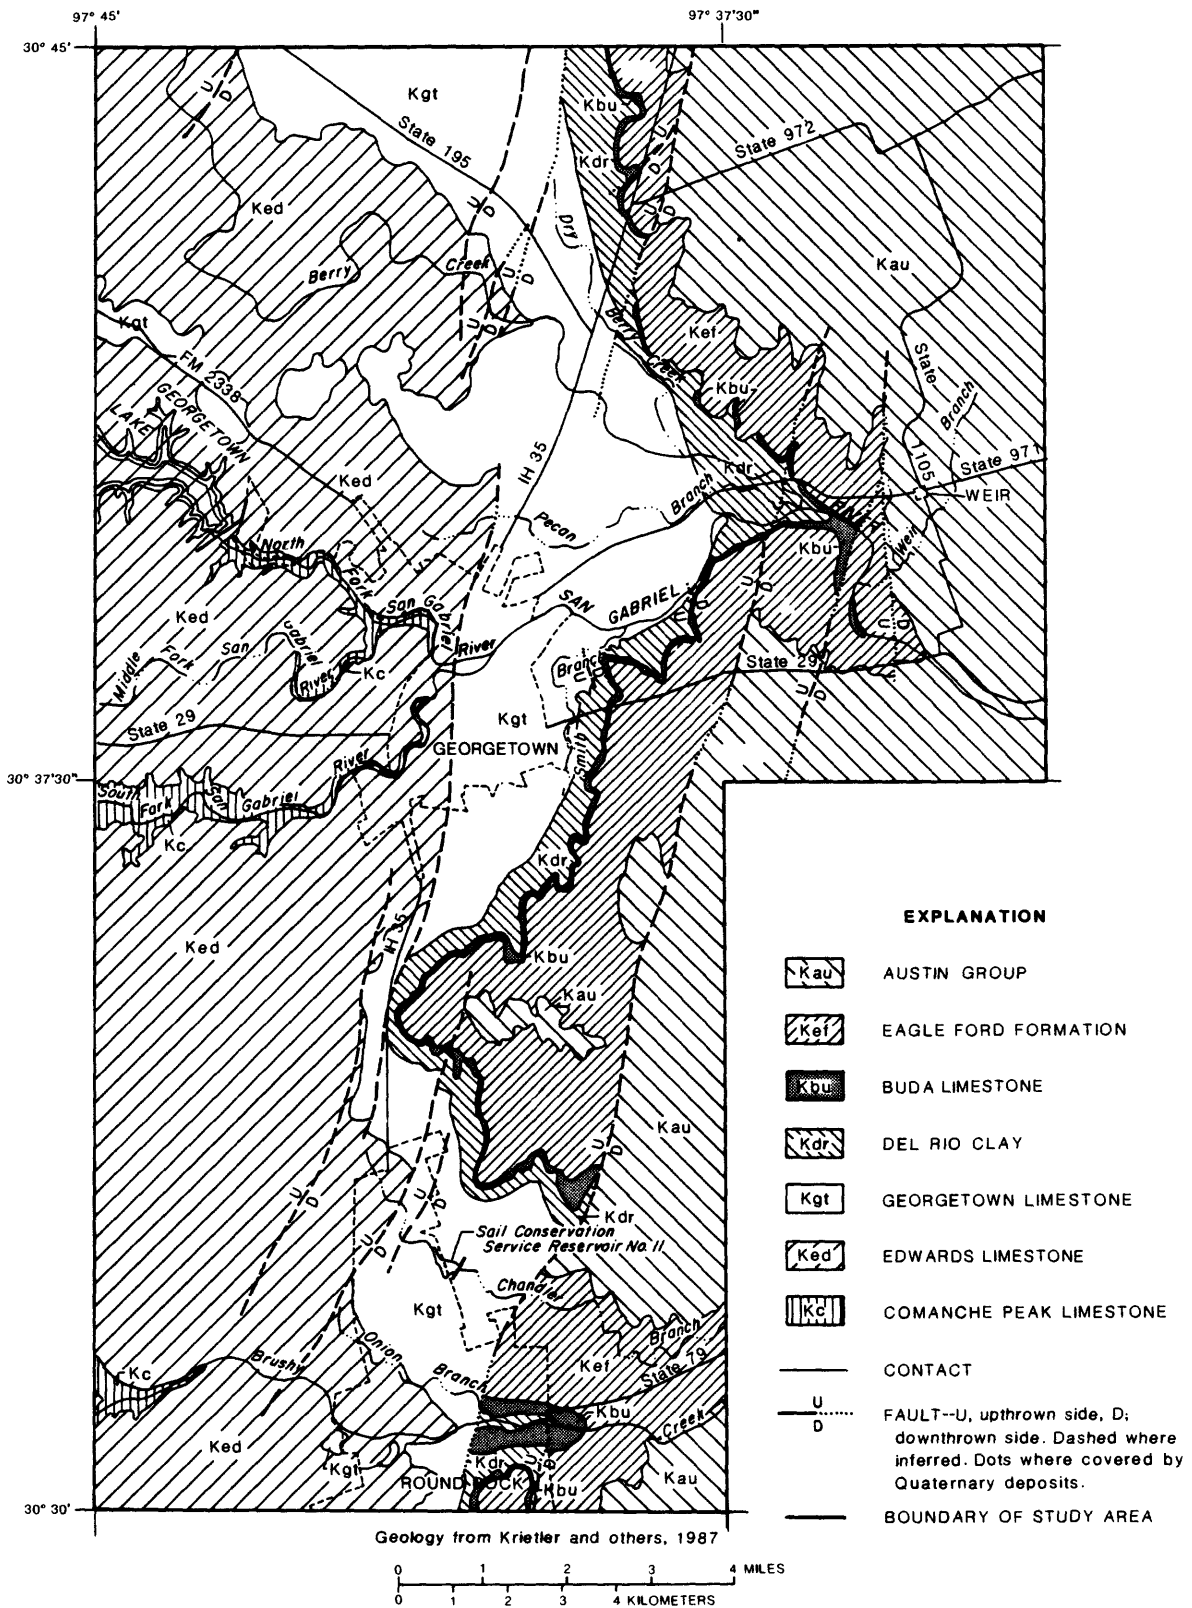 97° 45'
97° 37'30"
30° 45'
Kgt
Kbu
State 195
State 972
Kdr
U
D
Ked
Dry
Kau
Berry
Creek
U
D
Kgt
Berry
Creek
Kef
FM 2338
Kbu
State
1105
Branch
LAKE
GEORGETOWN
IH 35
Kdr
State 971
Ked
Branch
WEIR
Pecan
Weir
North
Fork
San Gabriel
River
Kbu
SAN
GABRIEL
Ked
Middle
Fork
San
Gabriel
River
Kc
Branch
State 29
Kgt
Smith
State 29
GEORGETOWN
River
30° 37'30"
South
Fork
San
Gabriel
Kc
Kdr
Ked
IH 35
Kbu
Kau
Kau
U
D
Kdr
Sail Conservation
Service Reservoir No. 11
Chandler
Kgt
Branch
Onion
Brushy
Kc
Branch
Kef
State 79
Kbu
Creek
Ked
Kgt
Kdr
ROUND ROCK
Kbu
Kau
30° 30'
EXPLANATION
Kau AUSTIN GROUP
Kef EAGLE FORD FORMATION
Kbu BUDA LIMESTONE
Kdr DEL RIO CLAY
Kgt GEORGETOWN LIMESTONE
Ked EDWARDS LIMESTONE
Kc COMANCHE PEAK LIMESTONE
CONTACT
U
D
FAULT--U, upthrown side, D;
downthrown side. Dashed where
inferred. Dots where covered by
Quaternary deposits.
BOUNDARY OF STUDY AREA
Geology from Krietler and others, 1987
0 1 2 3 4 MILES
0 1 2 3 4 KILOMETERS